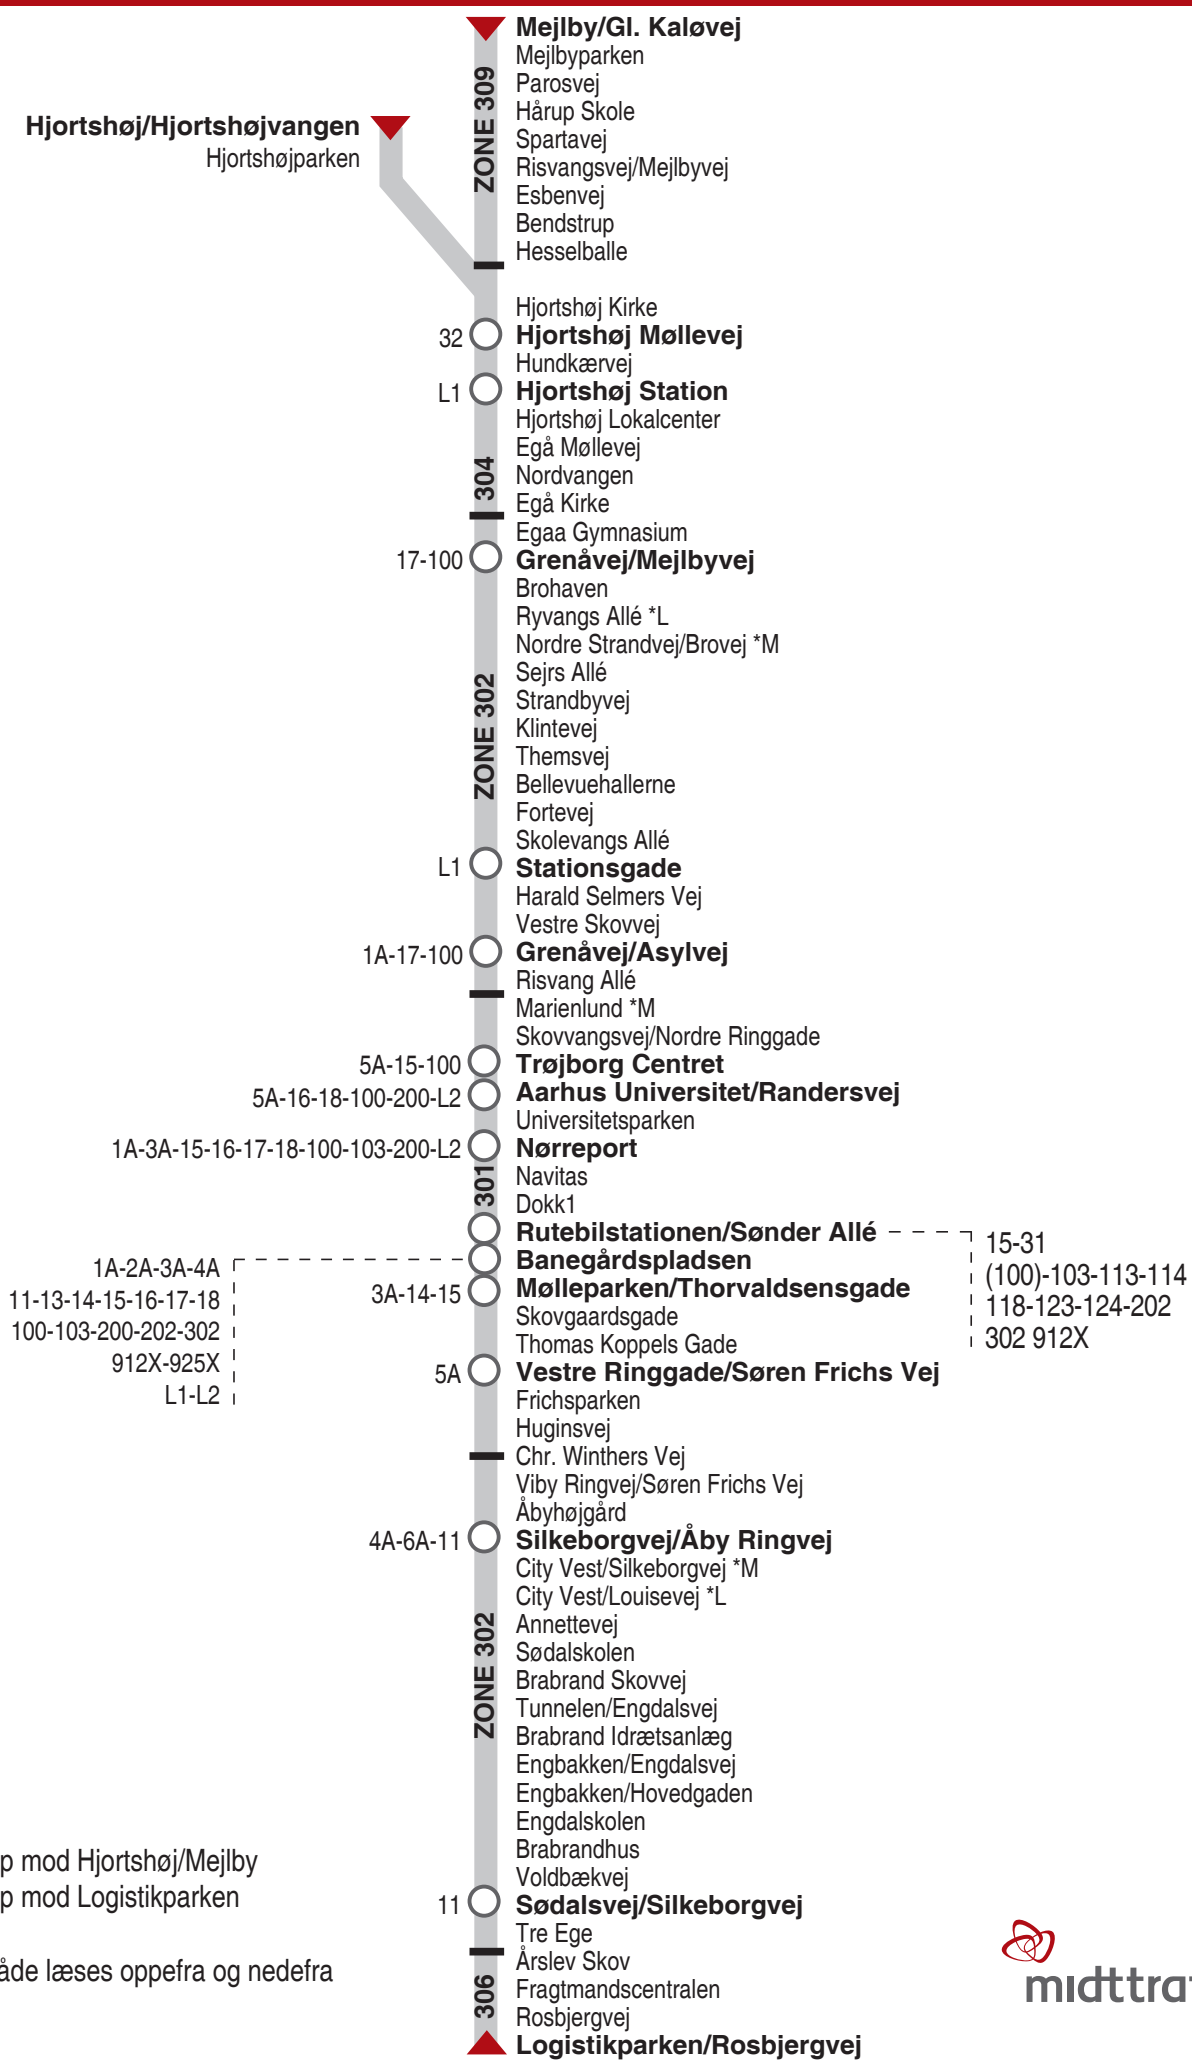 Mejlby/Gl. Kaløvej
Mejlbyparken
Parosvej
Hårup Skole
Spartavej
Risvangsvej/Mejlbyvej
Esbenvej
Bendstrup
Hesselballe
ZONE 309
Hjortshøj/Hjortshøjvangen
Hjortshøjparken
Hjortshøj Kirke
32 Hjortshøj Møllevej
Hundkærvej
L1 Hjortshøj Station
Hjortshøj Lokalcenter
Egå Møllevej
Nordvangen
Egå Kirke
304
Egaa Gymnasium
17-100 Grenåvej/Mejlbyvej
Brohaven
Ryvangs Allé *L
Nordre Strandvej/Brovej *M
Sejrs Allé
Strandbyvej
Klintevej
Themsvej
Bellevuehallerne
Fortevej
Skolevangs Allé
ZONE 302
L1 Stationsgade
Harald Selmers Vej
Vestre Skovvej
1A-17-100 Grenåvej/Asylvej
Risvang Allé
Marienlund *M
Skovvangsvej/Nordre Ringgade
5A-15-100 Trøjborg Centret
5A-16-18-100-200-L2 Aarhus Universitet/Randersvej
Universitetsparken
1A-3A-15-16-17-18-100-103-200-L2 Nørreport
Navitas
Dokk1
301
Rutebilstationen/Sønder Allé
15-31
(100)-103-113-114
118-123-124-202
302 912X
Banegårdspladsen
1A-2A-3A-4A
11-13-14-15-16-17-18
100-103-200-202-302
912X-925X
L1-L2
3A-14-15 Mølleparken/Thorvaldsensgade
Skovgaardsgade
Thomas Koppels Gade
5A Vestre Ringgade/Søren Frichs Vej
Frichsparken
Huginsvej
Chr. Winthers Vej
Viby Ringvej/Søren Frichs Vej
Åbyhøjgård
4A-6A-11 Silkeborgvej/Åby Ringvej
City Vest/Silkeborgvej *M
City Vest/Louisevej *L
Annettevej
Sødalskolen
Brabrand Skovvej
Tunnelen/Engdalsvej
Brabrand Idrætsanlæg
Engbakken/Engdalsvej
Engbakken/Hovedgaden
Engdalskolen
Brabrandhus
Voldbækvej
ZONE 302
11 Sødalsvej/Silkeborgvej
Tre Ege
Årslev Skov
Fragtmandscentralen
Rosbjergvej
306
Logistikparken/Rosbjergvej
p mod Hjortshøj/Mejlby
p mod Logistikparken
åde læses oppefra og nedefra